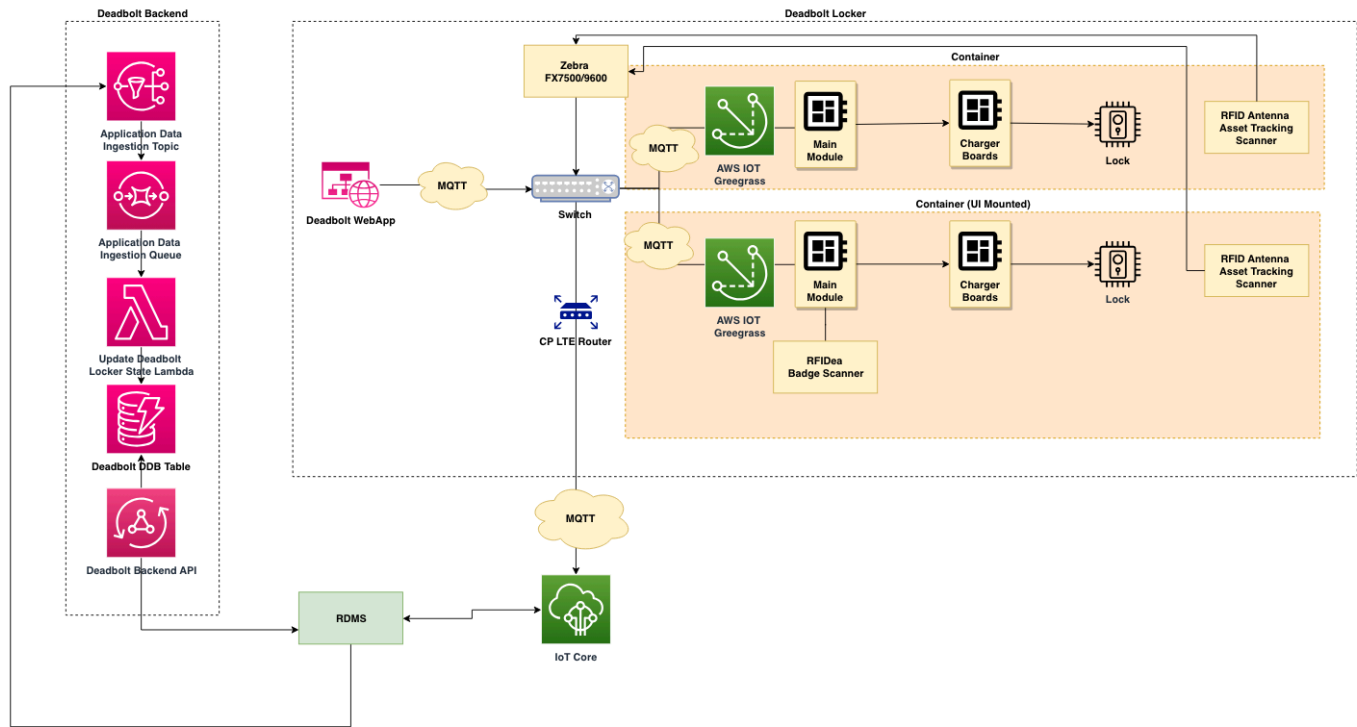 Deadbolt Backend
Application Data
Ingestion Topic
Application Data
Ingestion Queue
Update Deadbolt
Locker State Lambda
Deadbolt DDB Table
Deadbolt Backend API
Deadbolt Locker
Zebra
FX7500/9600
Deadbolt WebApp
MQTT
Switch
CP LTE Router
Container
MQTT
AWS IOT
Greegrass
Main
Module
Charger
Boards
Lock
RFID Antenna
Asset Tracking
Scanner
Container (UI Mounted)
MQTT
AWS IOT
Greegrass
Main
Module
Charger
Boards
Lock
RFID Antenna
Asset Tracking
Scanner
RFIDea
Badge Scanner
MQTT
RDMS
IoT Core